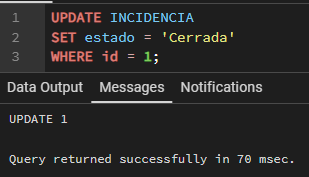 1 UPDATE INCIDENCIA
2 SET estado = 'Cerrada'
3 WHERE id = 1;
Data Output Messages Notifications
UPDATE 1
Query returned successfully in 70 msec.